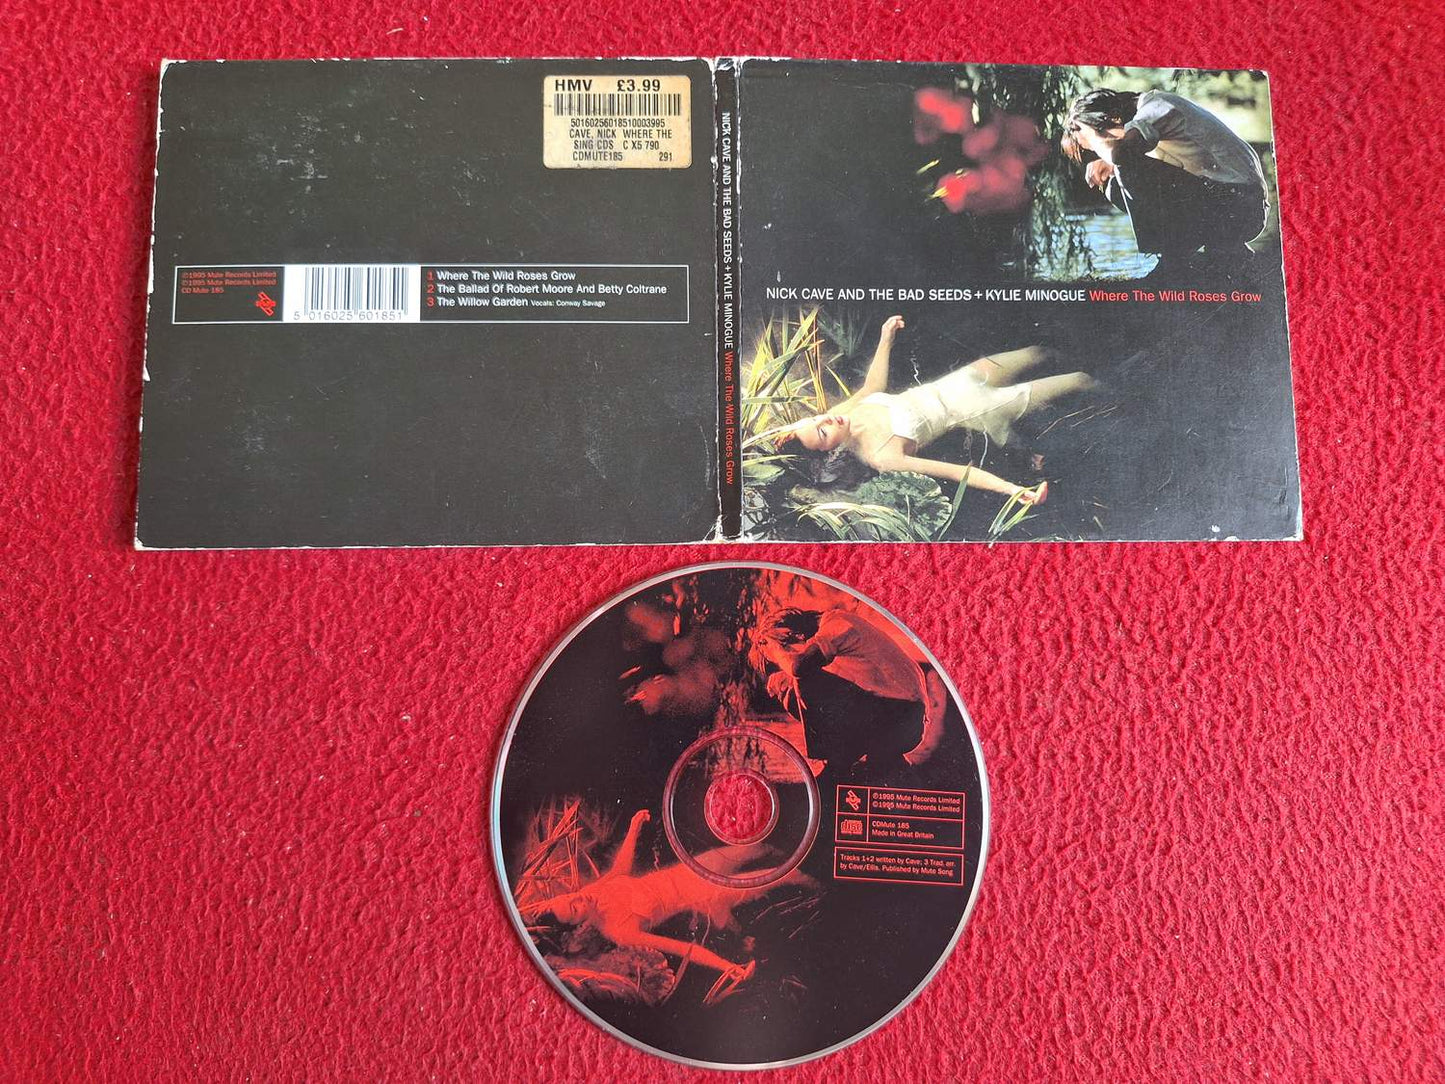 HMV £3.99
50160256018510003995
CAVE, NICK WHERE THE
SING CDS C X5 790
CDMUTE185 291
℗1995 Mute Records Limited
©1995 Mute Records Limited
CD Mute 185
5 016025 601851
1 Where The Wild Roses Grow
2 The Ballad Of Robert Moore And Betty Coltrane
3 The Willow Garden Vocals: Conway Savage
NICK CAVE AND THE BAD SEEDS + KYLIE MINOGUE Where The Wild Roses Grow
NICK CAVE AND THE BAD SEEDS + KYLIE MINOGUE Where The Wild Roses Grow
℗1995 Mute Records Limited
©1995 Mute Records Limited
CDMute 185
Made in Great Britain
Tracks 1+2 written by Cave; 3 Trad. arr.
by Cave/Ellis. Published by Mute Song